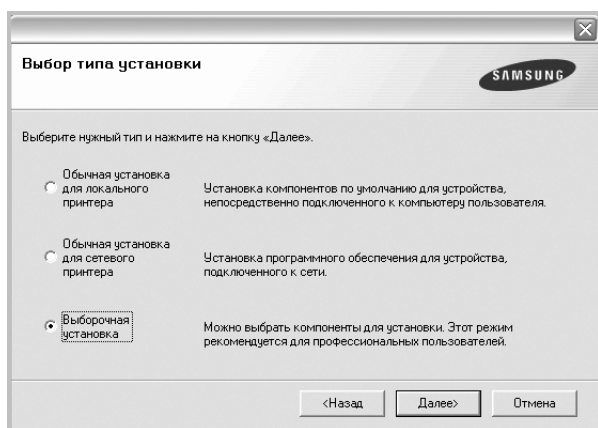 Выбор типа установки
SAMSUNG
Выберите нужный тип и нажмите на кнопку «Далее».
Обычная установка
для локального
принтера
Установка компонентов по умолчанию для устройства,
непосредственно подключенного к компьютеру пользователя.
Обычная установка
для сетевого
принтера
Установка программного обеспечения для устройства,
подключенного к сети.
Выборочная
установка
Можно выбрать компоненты для установки. Этот режим
рекомендуется для профессиональных пользователей.
<Назад
Далее>
Отмена